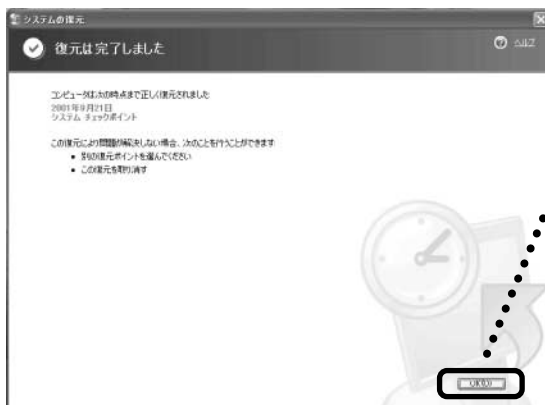 システムの復元
復元は完了しました
ヘルプ
コンピュータは次の時点まで正しく復元されました
2001年9月21日
システム チェックポイント
この復元により問題が解決しない場合、次のことを行うことができます
• 別の復元ポイントを選んでください
• この復元を取り消す
OK(O)